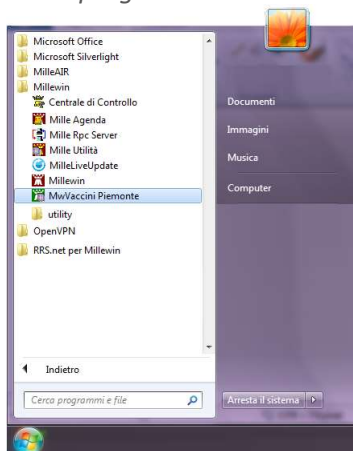 Microsoft Office
Microsoft Silverlight
MilleAIR
Millewin
Centrale di Controllo
Mille Agenda
Mille Rpc Server
Mille Utilità
MilleLiveUpdate
Millewin
MwVaccini Piemonte
utility
OpenVPN
RRS.net per Millewin
Indietro
Cerca programmi e file
Documenti
Immagini
Musica
Computer
Arresta il sistema